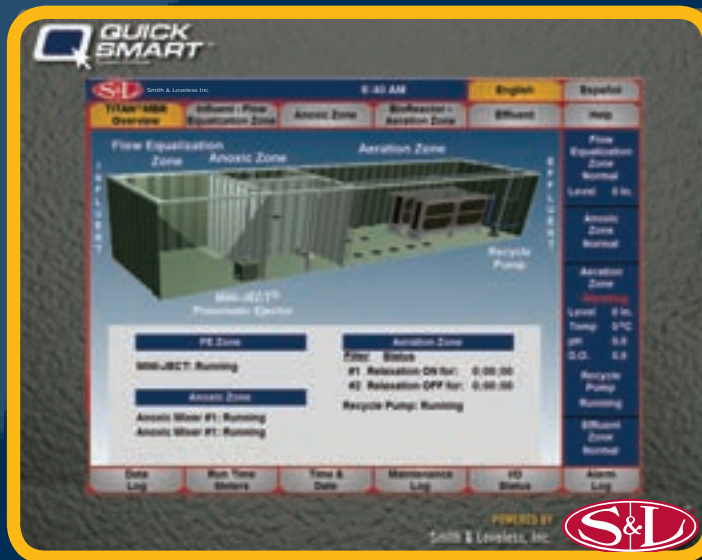 QUICK
SMART
S&L Smith & Loveless Inc.
6:40 AM
English
Español
TITAN MBR
Overview
Influent - Flow
Equalization Zone
Anoxic Zone
BioReactor -
Aeration Zone
Effluent
Help
Flow Equalization
Zone
Anoxic Zone
Aeration Zone
INFLUENT
EFFLUENT
Recycle
Pump
MINI-JECT®
Pneumatic Ejector
Flow
Equalization
Zone
Normal
Level 0 In.
Anoxic
Zone
Normal
Aeration
Zone
Level 0 In.
Temp 0°C
pH 0.0
D.O. 0.0
Recycle
Pump
Running
Effluent
Zone
Normal
FE Zone
MINI-JECT: Running
Anoxic Zone
Anoxic Mixer #1: Running
Anoxic Mixer #1: Running
Aeration Zone
Filter Status
#1 Relaxation ON for: 0:00:00
#2 Relaxation OFF for: 0:00:00
Recycle Pump: Running
Data
Log
Run Time
Meters
Time &
Date
Maintenance
Log
I/O
Status
Alarm
Log
POWERED BY
Smith & Loveless, Inc.
S&L